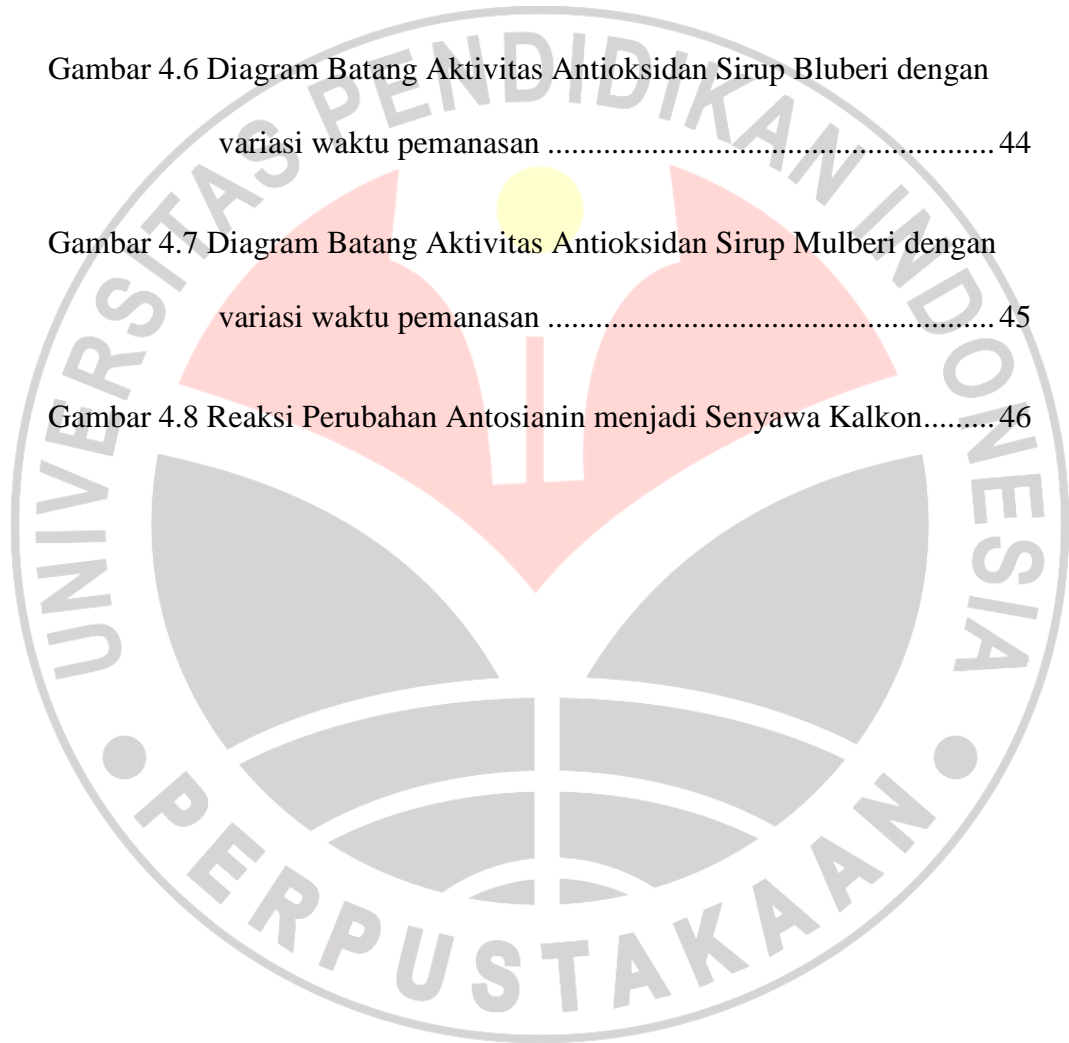 Gambar 4.6 Diagram Batang Aktivitas Antioksidan Sirup Bluberi dengan
variasi waktu pemanasan ..................................................... 44
Gambar 4.7 Diagram Batang Aktivitas Antioksidan Sirup Mulberi dengan
variasi waktu pemanasan ..................................................... 45
Gambar 4.8 Reaksi Perubahan Antosianin menjadi Senyawa Kalkon......... 46
UNIVERSITAS PENDIDIKAN INDONESIA
PERPUSTAKAAN